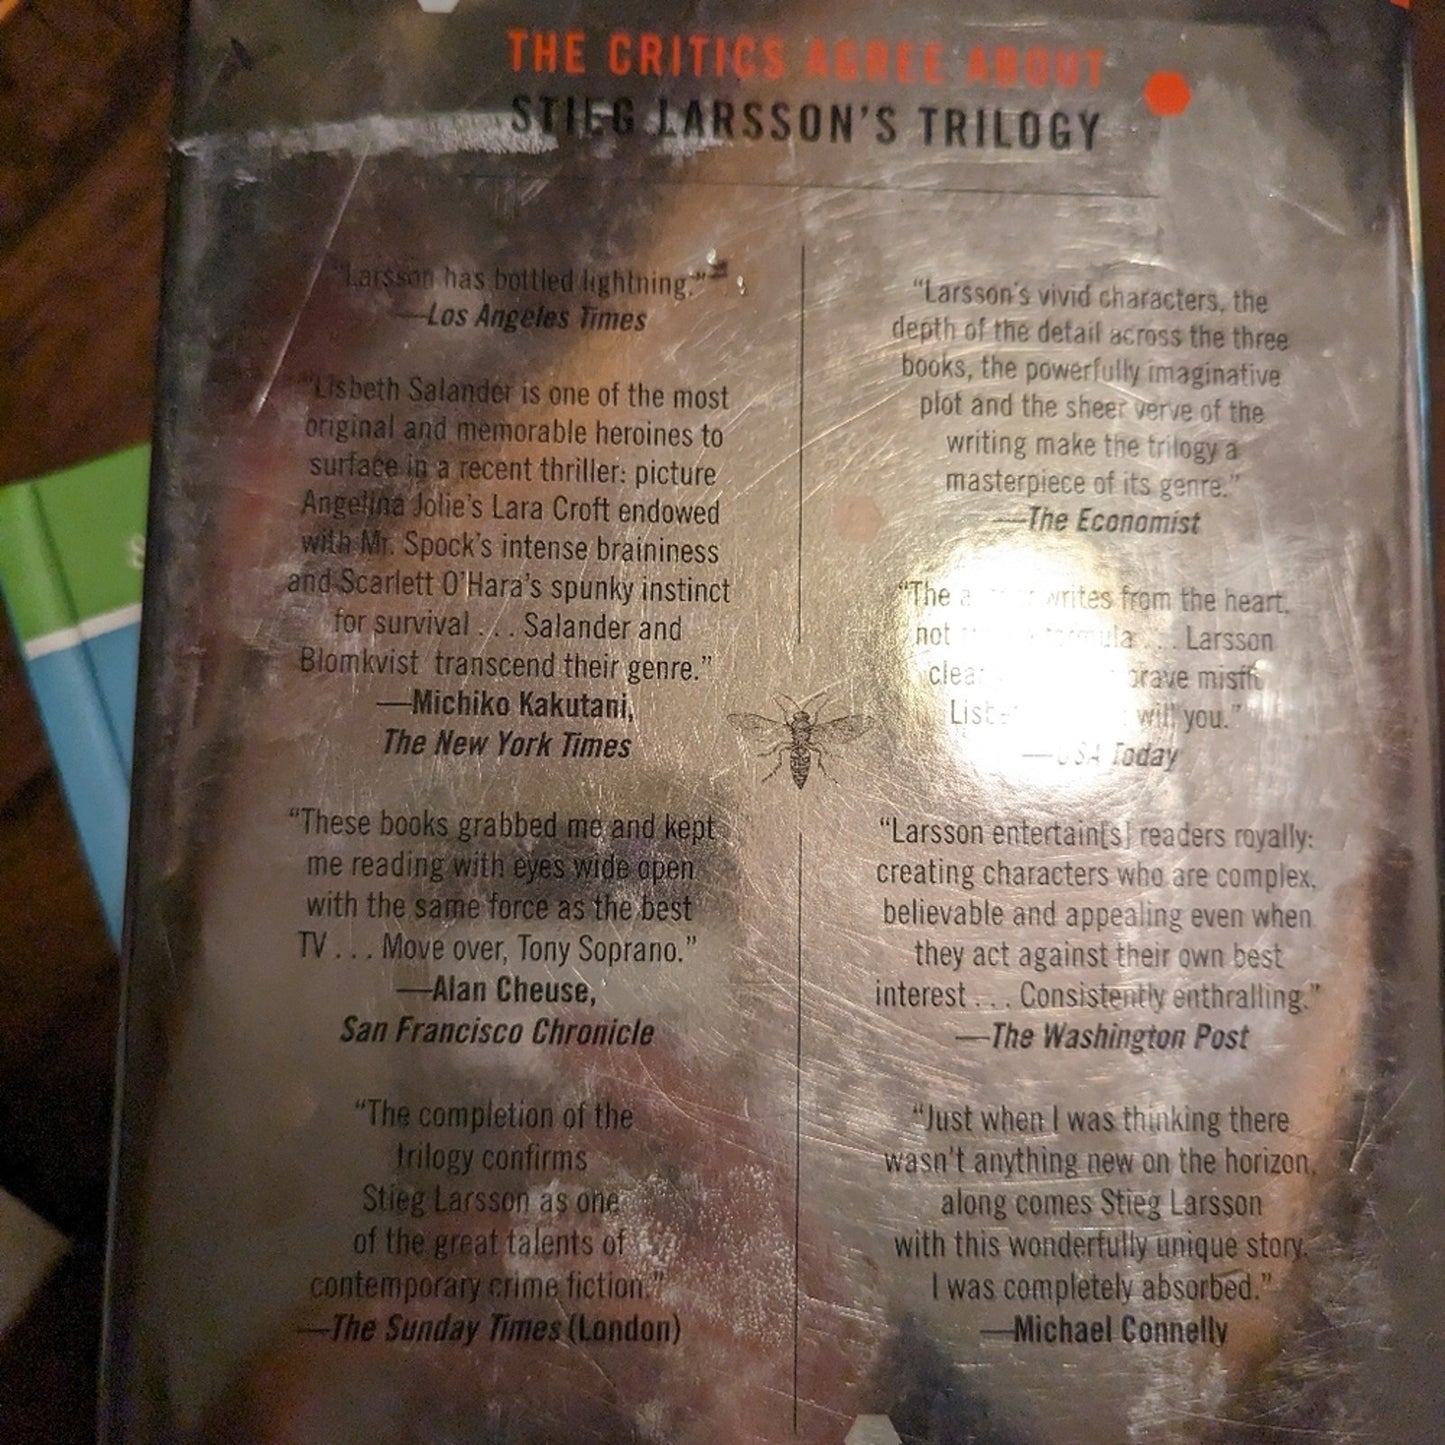 THE CRITICS AGREE ABOUT
STIEG LARSSON'S TRILOGY
"Larsson has bottled lightning."
—Los Angeles Times
"Lisbeth Salander is one of the most
original and memorable heroines to
surface in a recent thriller: picture
Angelina Jolie's Lara Croft endowed
with Mr. Spock's intense braininess
and Scarlett O'Hara's spunky instinct
for survival . . . Salander and
Blomkvist transcend their genre."
—Michiko Kakutani,
The New York Times
"These books grabbed me and kept
me reading with eyes wide open
with the same force as the best
TV . . . Move over, Tony Soprano."
—Alan Cheuse,
San Francisco Chronicle
"The completion of the
trilogy confirms
Stieg Larsson as one
of the great talents of
contemporary crime fiction."
—The Sunday Times (London)
"Larsson's vivid characters, the
depth of the detail across the three
books, the powerfully imaginative
plot and the sheer verve of the
writing make the trilogy a
masterpiece of its genre."
—The Economist
"The writes from the heart,
not formula . . . Larsson
brave misfit
will you."
—USA Today
"Larsson entertain[s] readers royally:
creating characters who are complex,
believable and appealing even when
they act against their own best
interest . . . Consistently enthralling."
—The Washington Post
"Just when I was thinking there
wasn't anything new on the horizon,
along comes Stieg Larsson
with this wonderfully unique story.
I was completely absorbed."
—Michael Connelly